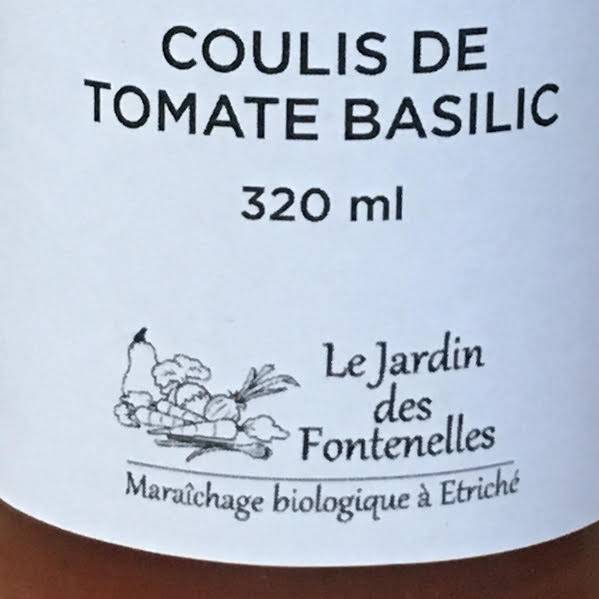 COULIS DE
TOMATE BASILIC
320 ml
Le Jardin
des
Fontenelles
Maraîchage biologique à Etriché